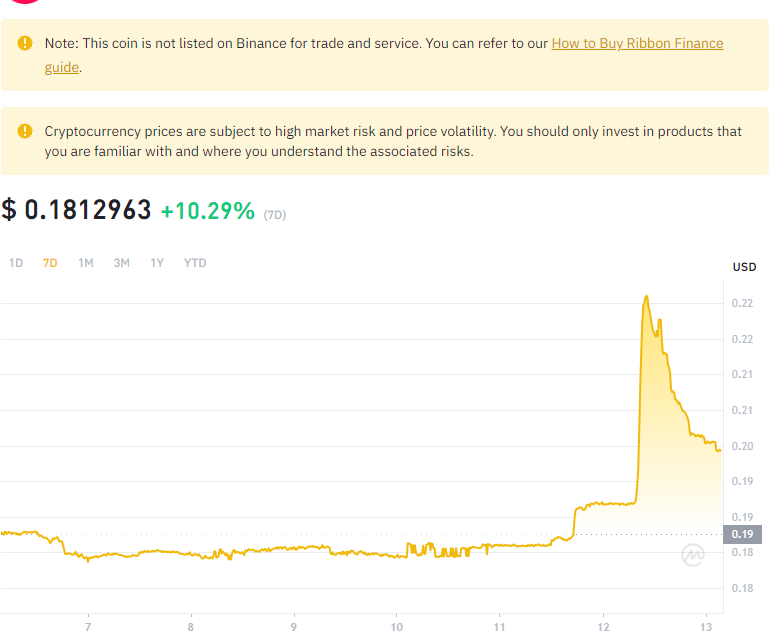 Note: This coin is not listed on Binance for trade and service. You can refer to our How to Buy Ribbon Finance
guide.
Cryptocurrency prices are subject to high market risk and price volatility. You should only invest in products that
you are familiar with and where you understand the associated risks.
$ 0.1812963 +10.29% (7D)
1D 7D 1M 3M 1Y YTD
USD
0.22
0.22
0.21
0.21
0.20
0.19
0.19
0.19
0.18
0.18
7 8 9 10 11 12 13